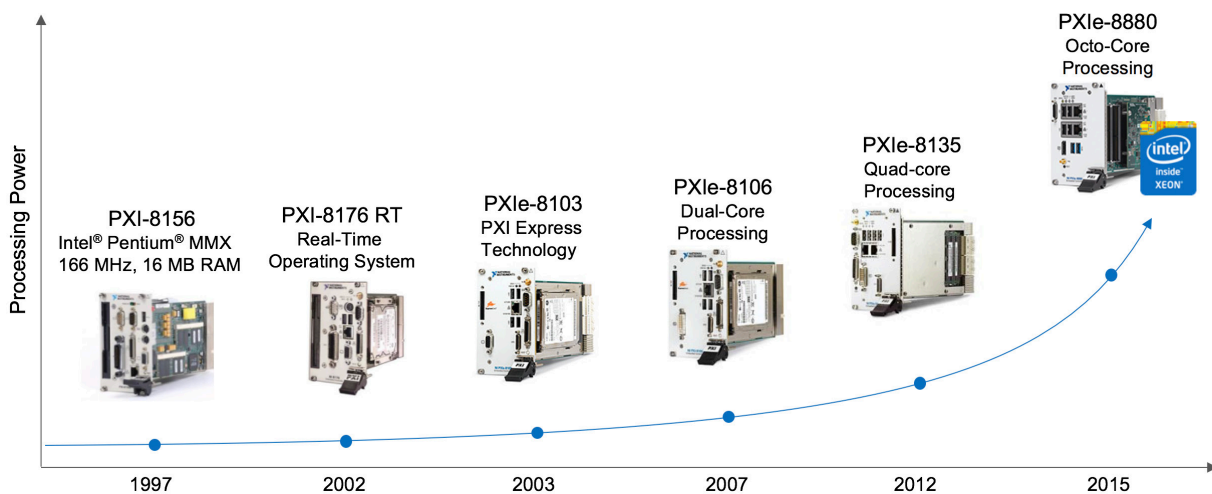 PXIe-8880
Octo-Core
Processing
intel
inside™
XEON®
PXIe-8135
Quad-core
Processing
PXIe-8106
Dual-Core
Processing
PXIe-8103
PXI Express
Technology
PXI-8176 RT
Real-Time
Operating System
PXI-8156
Intel® Pentium® MMX
166 MHz, 16 MB RAM
Processing Power
1997
2002
2003
2007
2012
2015